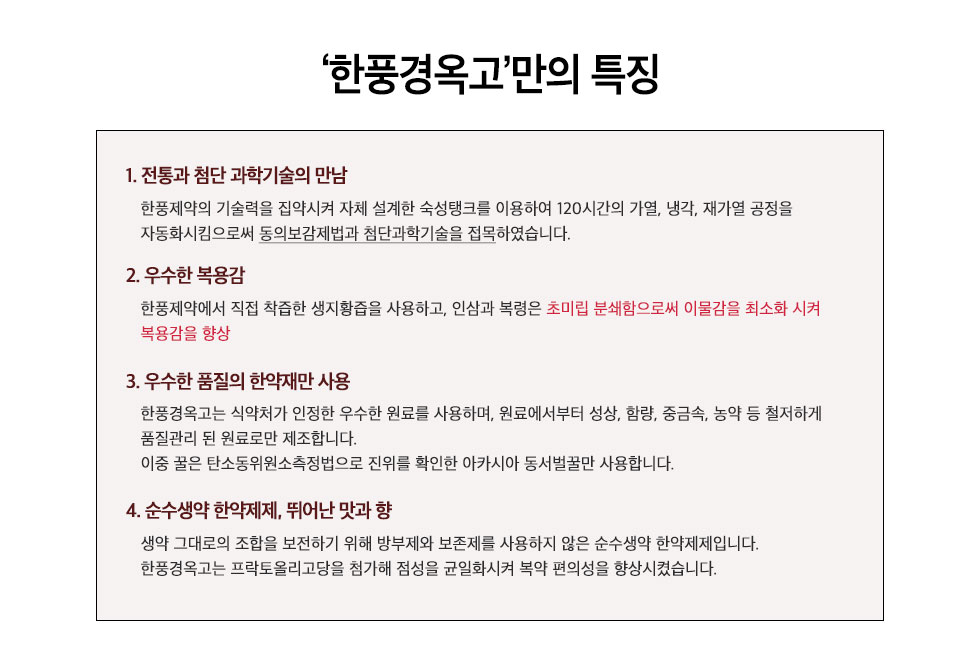 ‘한풍경옥고’만의 특징
1. 전통과 첨단 과학기술의 만남
한풍제약의 기술력을 집약시켜 자체 설계한 숙성탱크를 이용하여 120시간의 가열, 냉각, 재가열 공정을
자동화시킴으로써 동의보감제법과 첨단과학기술을 접목하였습니다.
2. 우수한 복용감
한풍제약에서 직접 착즙한 생지황즙을 사용하고, 인삼과 복령은 초미립 분쇄함으로써 이물감을 최소화 시켜
복용감을 향상
3. 우수한 품질의 한약재만 사용
한풍경옥고는 식약처가 인정한 우수한 원료를 사용하며, 원료에서부터 성상, 함량, 중금속, 농약 등 철저하게
품질관리 된 원료로만 제조합니다.
이중 꿀은 탄소동위원소측정법으로 진위를 확인한 아카시아 동서벌꿀만 사용합니다.
4. 순수생약 한약제제, 뛰어난 맛과 향
생약 그대로의 조합을 보전하기 위해 방부제와 보존제를 사용하지 않은 순수생약 한약제제입니다.
한풍경옥고는 프락토올리고당을 첨가해 점성을 균일화시켜 복약 편의성을 향상시켰습니다.